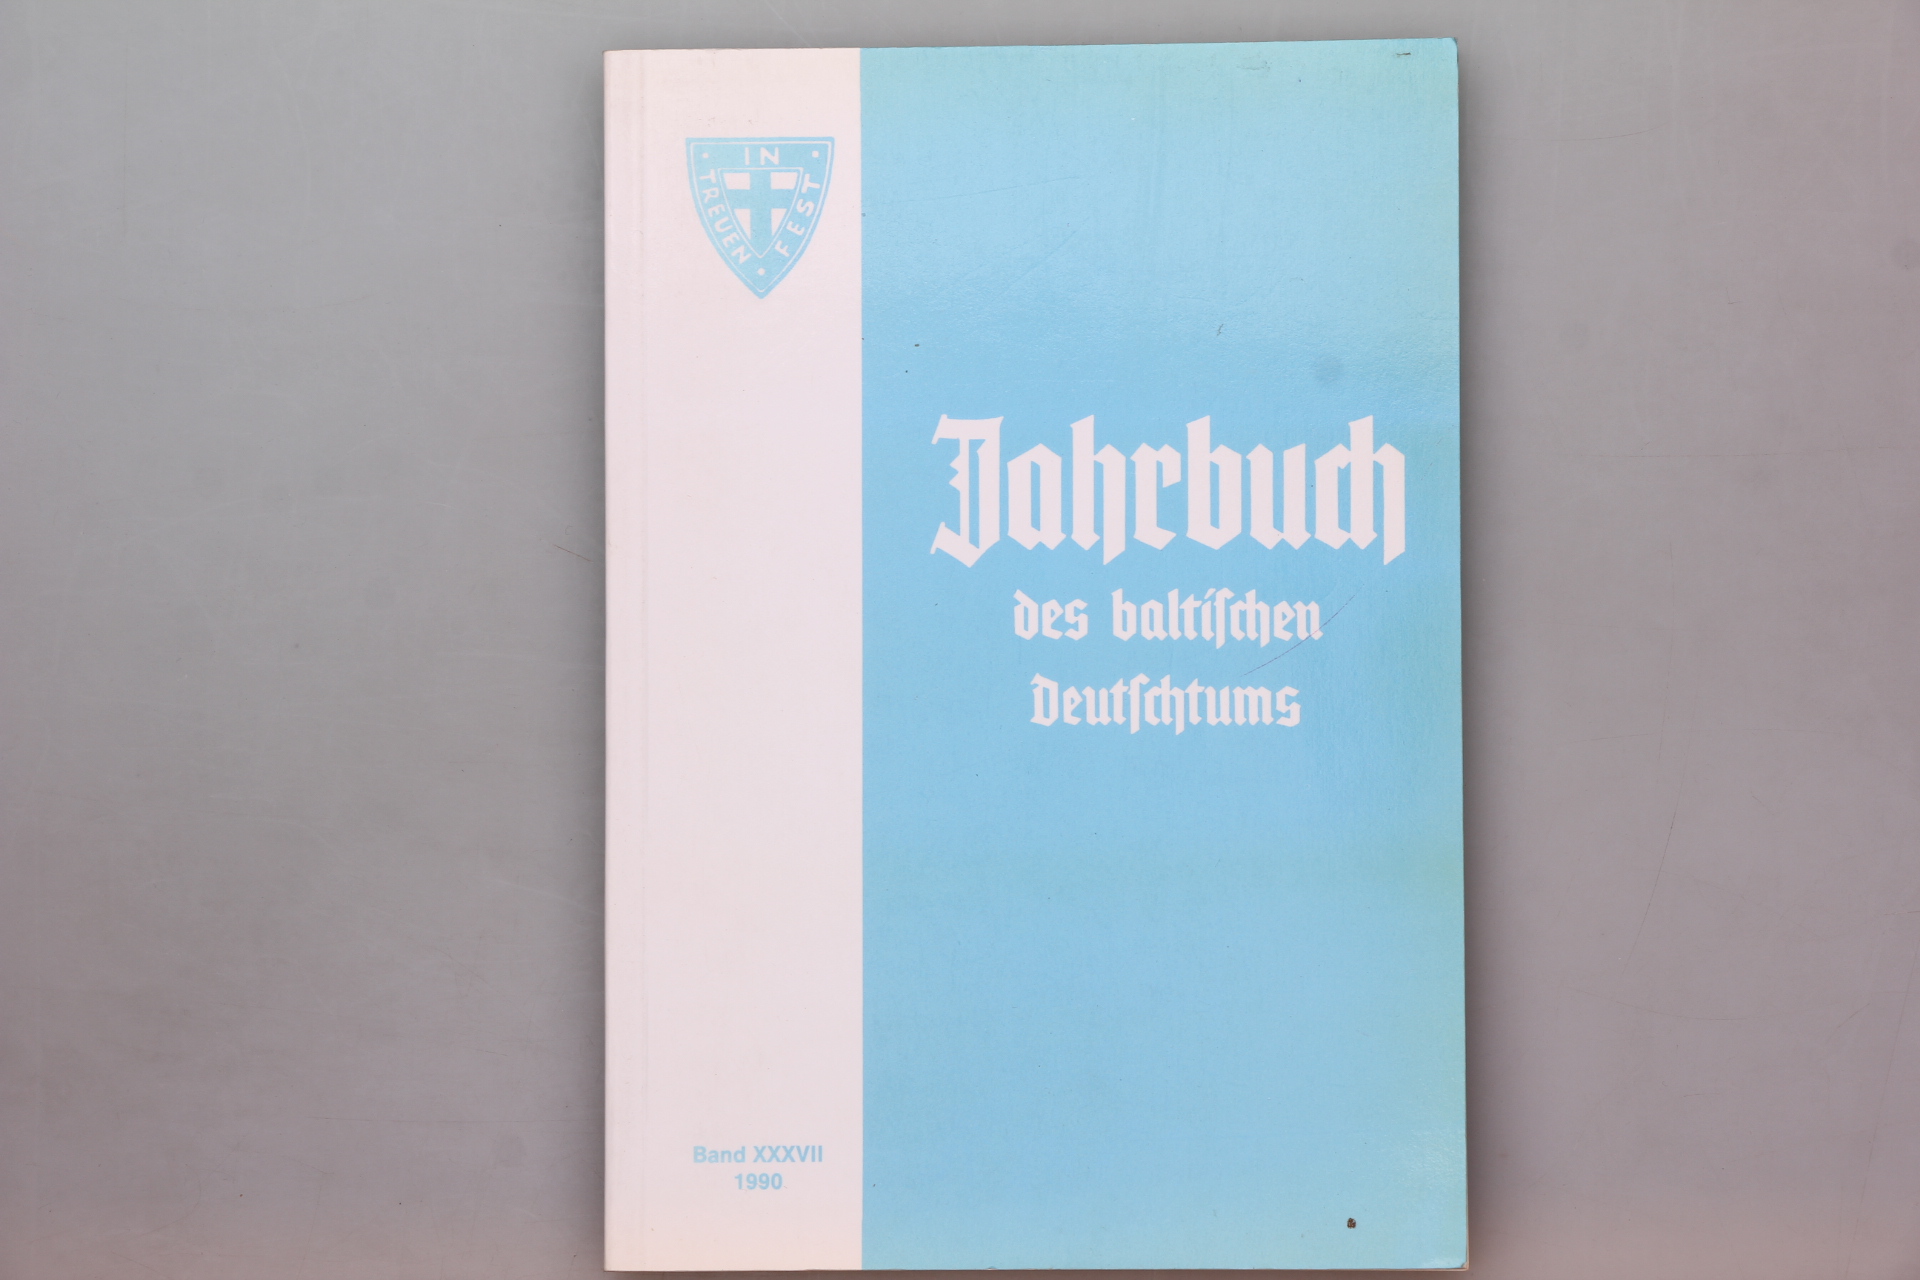 IN TREUEN FEST
Jahrbuch
des baltiſchen
Deutſchtums
Band XXXVII
1990